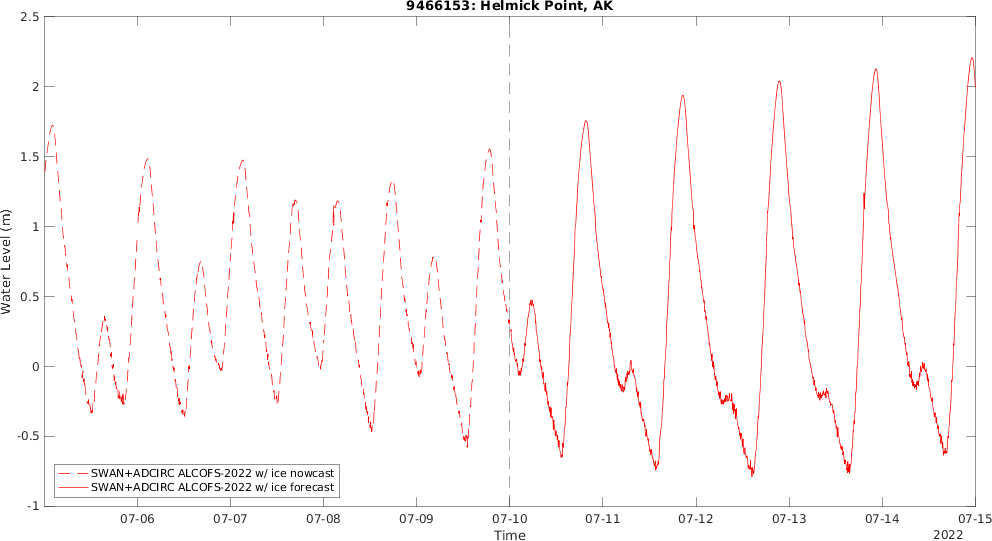 9466153: Helmick Point, AK
2.5
2
1.5
1
0.5
0
-0.5
-1
Water Level (m)
SWAN+ADCIRC ALCOFS-2022 w/ ice nowcast
SWAN+ADCIRC ALCOFS-2022 w/ ice forecast
07-06 07-07 07-08 07-09 07-10 07-11 07-12 07-13 07-14 07-15
Time
2022